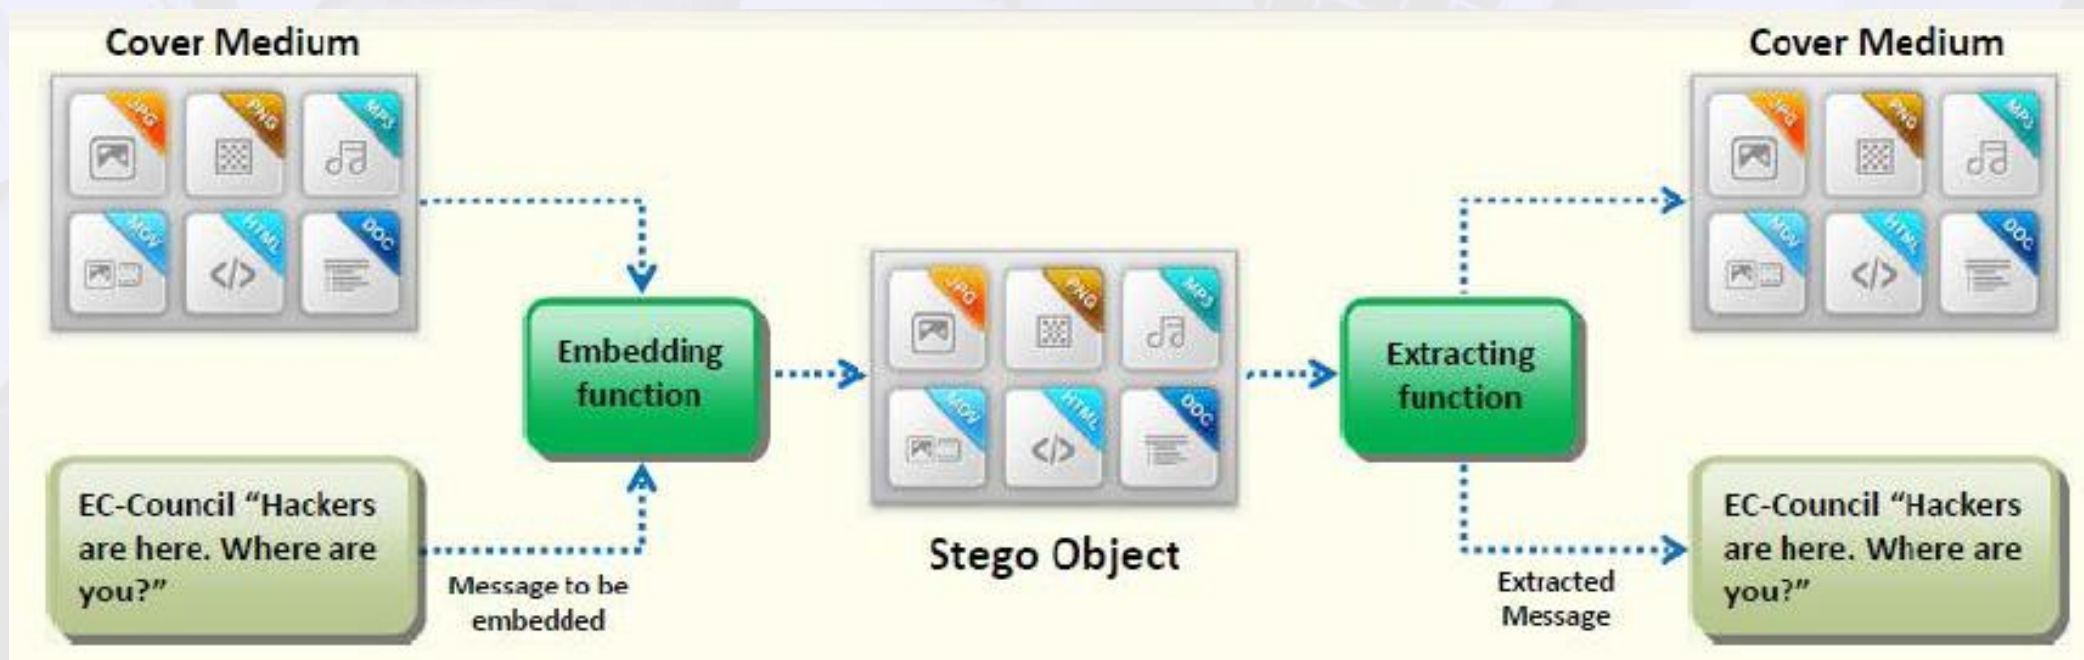 Cover Medium
JPG
PNG
MP3
MOV
HTML
DOC
EC-Council “Hackers
are here. Where are
you?”
Message to be
embedded
Embedding
function
JPG
PNG
MP3
MOV
HTML
DOC
Stego Object
Extracting
function
Cover Medium
JPG
PNG
MP3
MOV
HTML
DOC
Extracted
Message
EC-Council “Hackers
are here. Where are
you?”